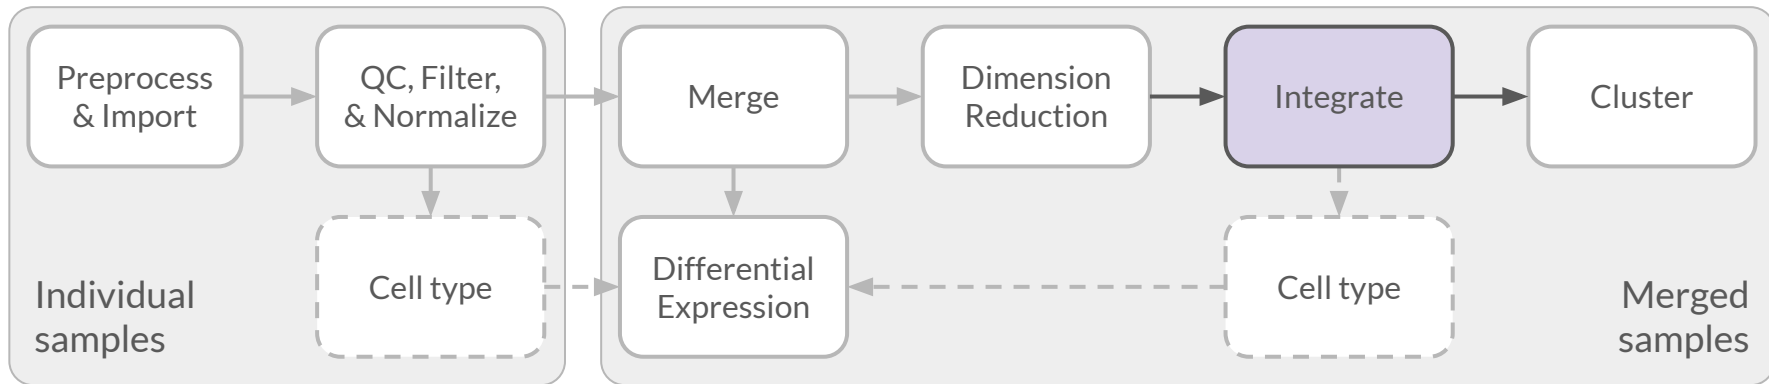 Preprocess
& Import
QC, Filter,
& Normalize
Merge
Dimension
Reduction
Integrate
Cluster
Cell type
Differential
Expression
Cell type
Individual
samples
Merged
samples